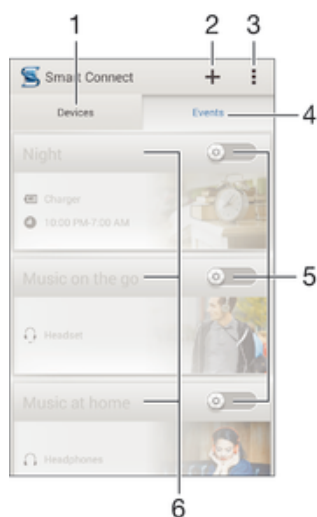 1 2 3
Smart Connect
Devices Events 4
Night
Charger
10:00 PM-7:00 AM
Music on the go 5
Headset
Music at home
Headphones
6